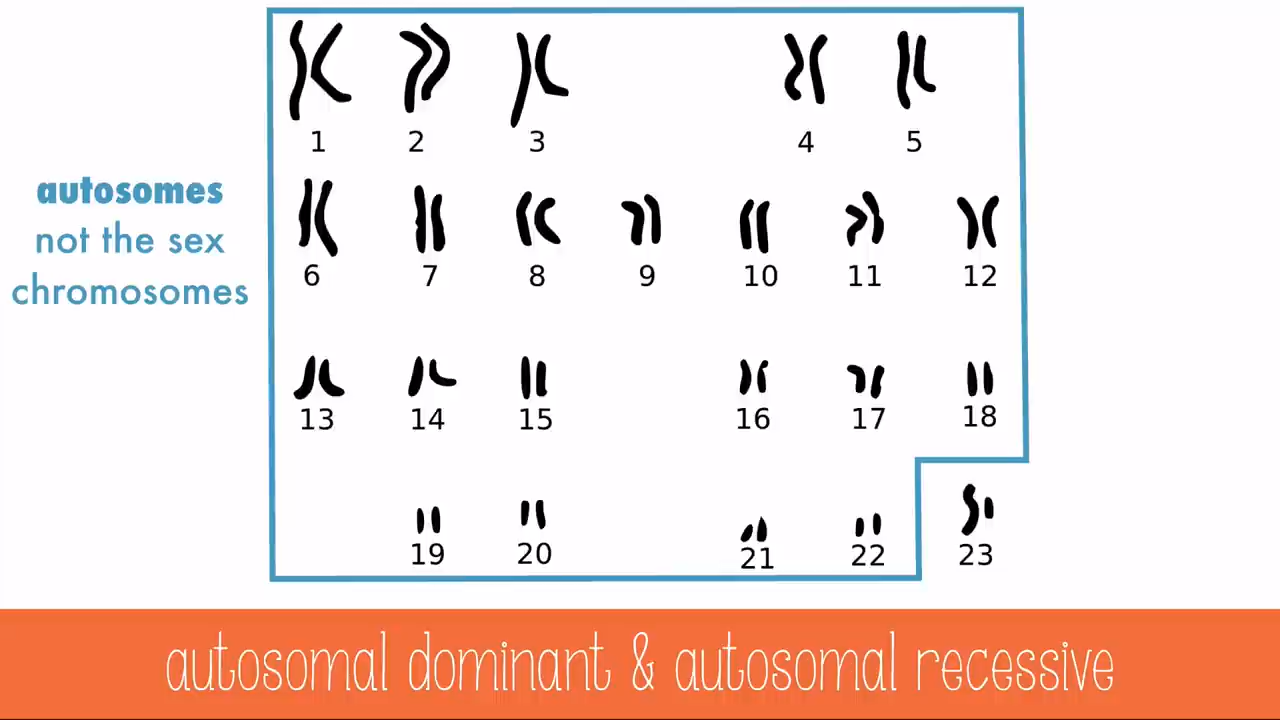 1 2 3 4 5
autosomes
not the sex
chromosomes
6 7 8 9 10 11 12
13 14 15 16 17 18
19 20 21 22 23
autosomal dominant & autosomal recessive